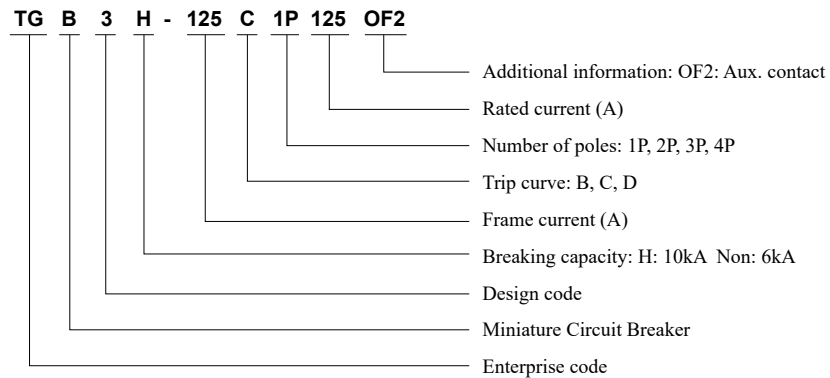 TG B 3 H - 125 C 1P 125 OF2
Additional information: OF2: Aux. contact
Rated current (A)
Number of poles: 1P, 2P, 3P, 4P
Trip curve: B, C, D
Frame current (A)
Breaking capacity: H: 10kA  Non: 6kA
Design code
Miniature Circuit Breaker
Enterprise code